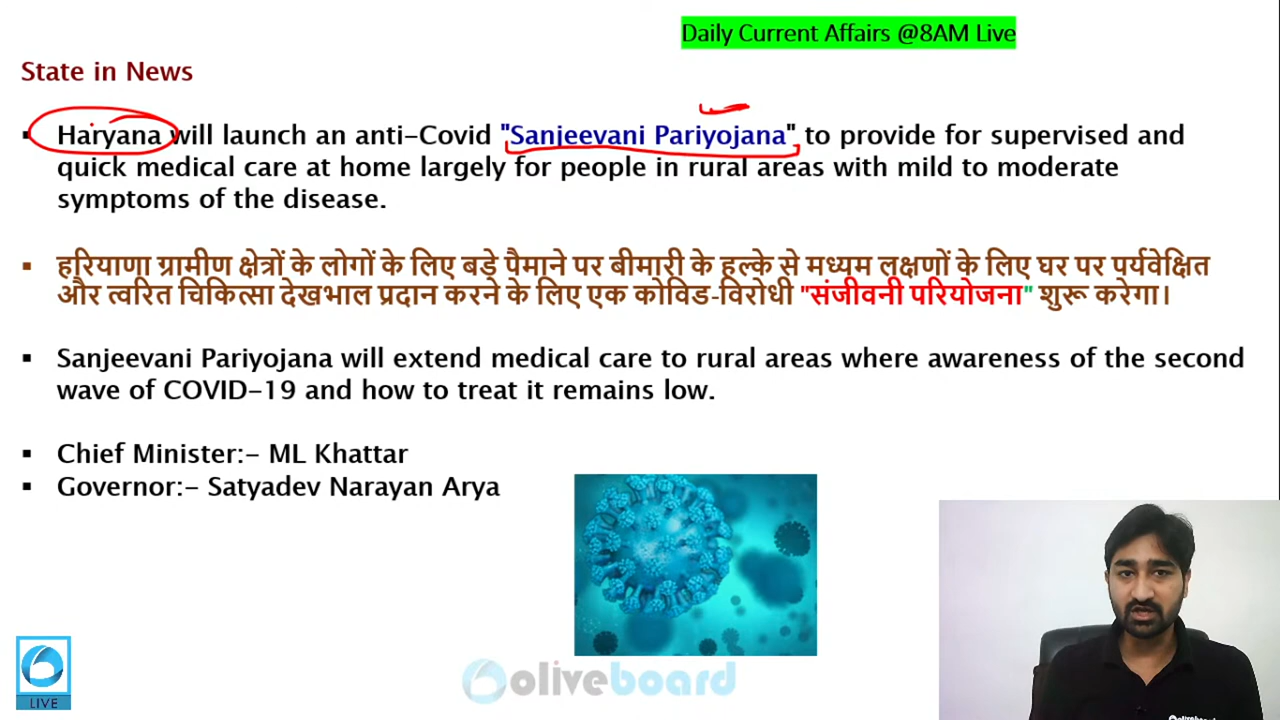 Daily Current Affairs @8AM Live
State in News
▪ Haryana will launch an anti-Covid "Sanjeevani Pariyojana" to provide for supervised and
quick medical care at home largely for people in rural areas with mild to moderate
symptoms of the disease.
▪ हरियाणा ग्रामीण क्षेत्रों के लोगों के लिए बड़े पैमाने पर बीमारी के हल्के से मध्यम लक्षणों के लिए घर पर पर्यवेक्षित
और त्वरित चिकित्सा देखभाल प्रदान करने के लिए एक कोविड-विरोधी "संजीवनी परियोजना" शुरू करेगा।
▪ Sanjeevani Pariyojana will extend medical care to rural areas where awareness of the second
wave of COVID-19 and how to treat it remains low.
▪ Chief Minister:- ML Khattar
▪ Governor:- Satyadev Narayan Arya
LIVE
oliveboard
oliveboard